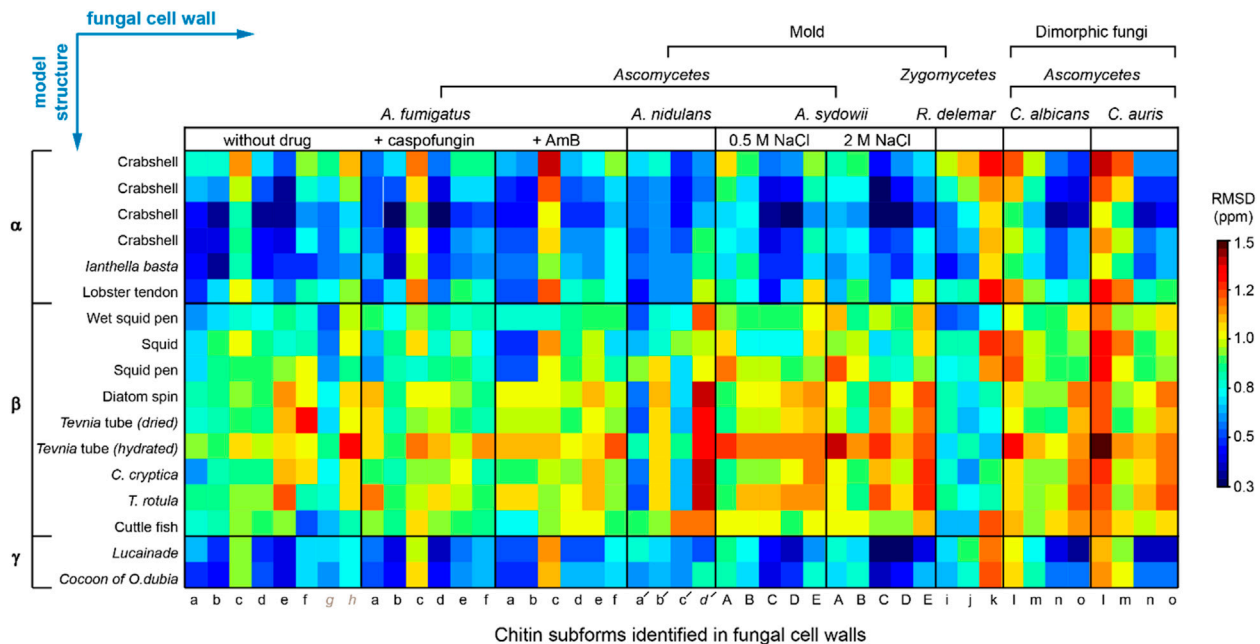 fungal cell wall
model
structure
Mold
Dimorphic fungi
Ascomycetes
Zygomycetes
Ascomycetes
A. fumigatus
A. nidulans
A. sydowii
R. delemar
C. albicans
C. auris
without drug
+ caspofungin
+ AmB
0.5 M NaCl
2 M NaCl
α
Crabshell
Crabshell
Crabshell
Crabshell
Ianthella basta
Lobster tendon
β
Wet squid pen
Squid
Squid pen
Diatom spin
Tevnia tube (dried)
Tevnia tube (hydrated)
C. cryptica
T. rotula
Cuttle fish
γ
Lucainade
Cocoon of O.dubia
a b c d e f g h a b c d e f a b c d e f a′ b′ c′ d′ A B C D E A B C D E i j k l m n o l m n o
Chitin subforms identified in fungal cell walls
RMSD
(ppm)
1.5
1.2
1.0
0.8
0.5
0.3